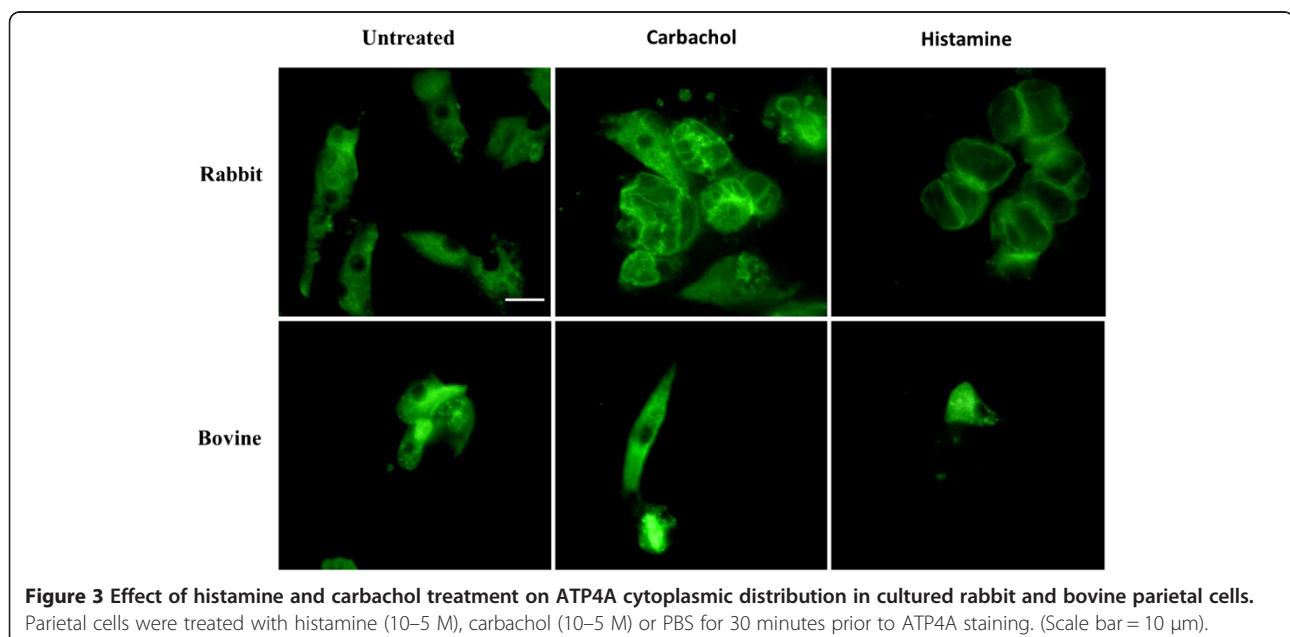 Untreated Carbachol Histamine
Rabbit
Bovine
Figure 3 Effect of histamine and carbachol treatment on ATP4A cytoplasmic distribution in cultured rabbit and bovine parietal cells.
Parietal cells were treated with histamine (10–5 M), carbachol (10–5 M) or PBS for 30 minutes prior to ATP4A staining. (Scale bar = 10 μm).